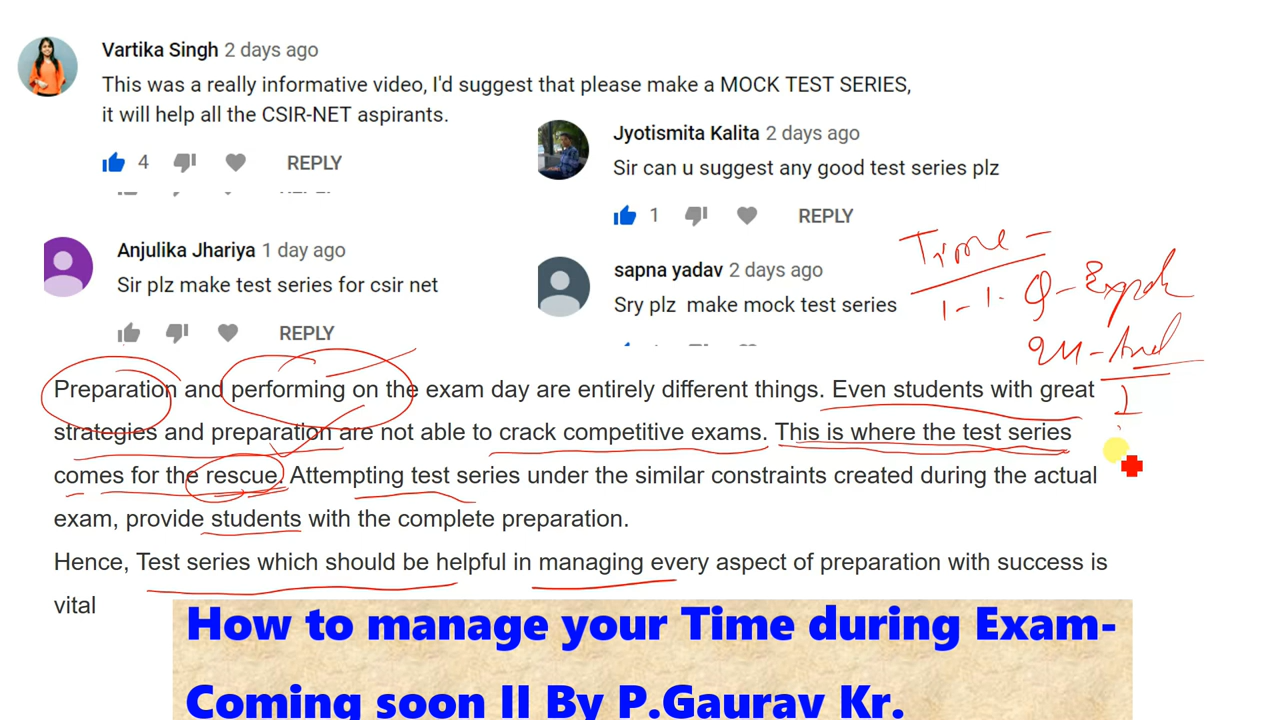 Vartika Singh 2 days ago
This was a really informative video, I'd suggest that please make a MOCK TEST SERIES,
it will help all the CSIR-NET aspirants.
4 REPLY
Jyotismita Kalita 2 days ago
Sir can u suggest any good test series plz
1 REPLY
Anjulika Jhariya 1 day ago
Sir plz make test series for csir net
REPLY
sapna yadav 2 days ago
Sry plz make mock test series
Time =
Preparation and performing on the exam day are entirely different things. Even students with great
strategies and preparation are not able to crack competitive exams. This is where the test series
comes for the rescue. Attempting test series under the similar constraints created during the actual
exam, provide students with the complete preparation.
Hence, Test series which should be helpful in managing every aspect of preparation with success is
vital
How to manage your Time during Exam-
Coming soon II By P.Gaurav Kr.